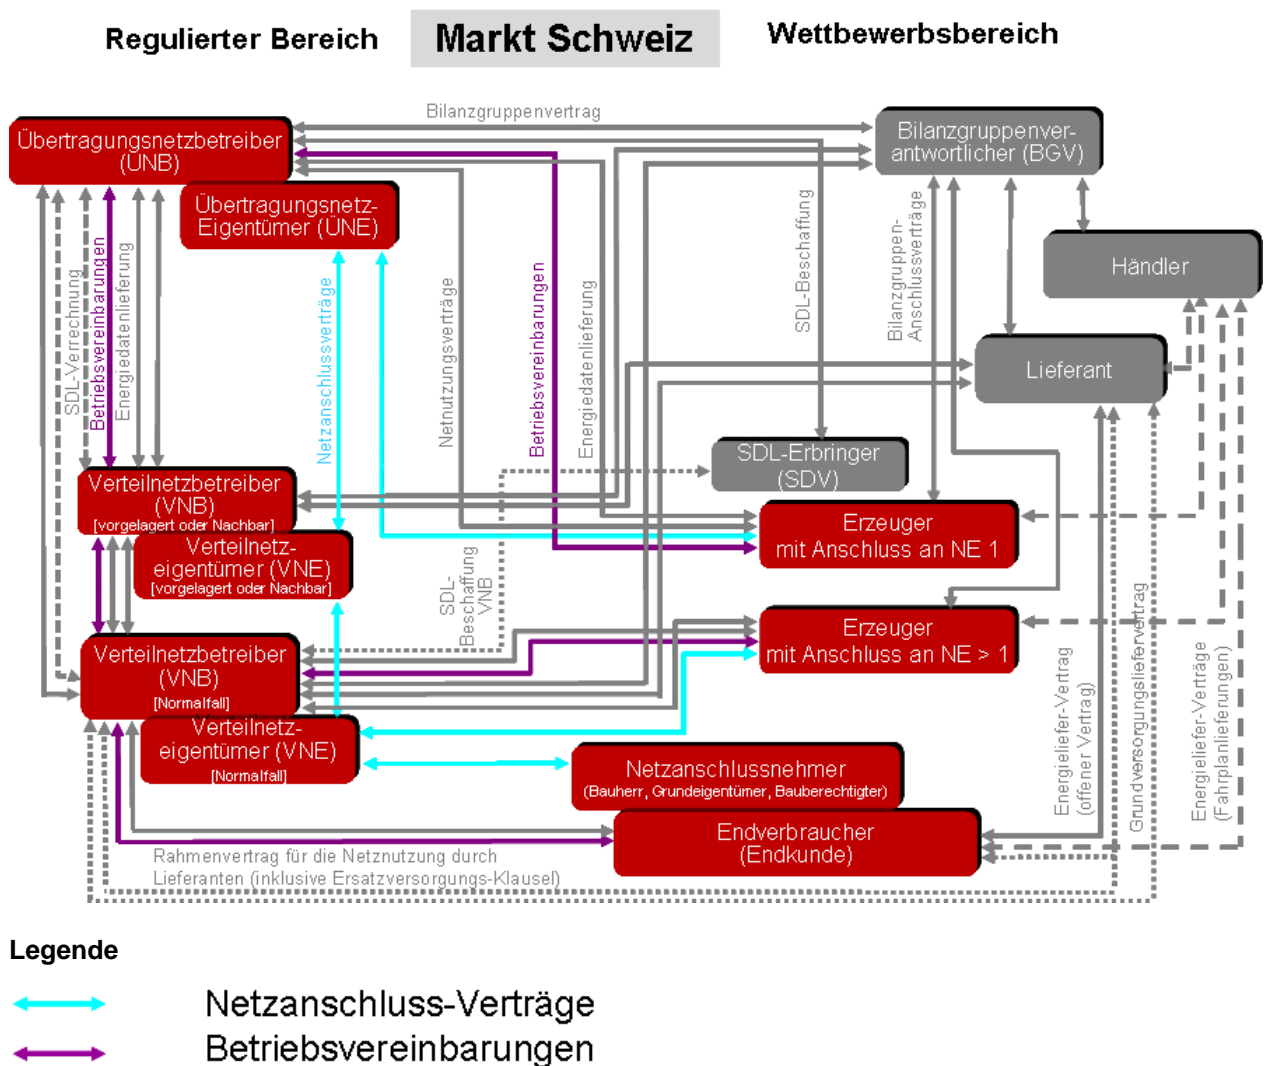 Regulierter Bereich
Markt Schweiz
Wettbewerbsbereich
Bilanzgruppenvertrag
Übertragungsnetzbetreiber
(ÜNB)
Bilanzgruppenver-
antwortlicher (BGV)
Übertragungsnetz-
Eigentümer (ÜNE)
Händler
Lieferant
SDL-Verrechnung
Betriebsvereinbarungen
Energiedatenlieferung
Netzanschlussverträge
Netnutzungsverträge
Betriebsvereinbarungen
Energiedatenlieferung
SDL-Beschaffung
Bilanzgruppen-
Anschlussverträge
SDL-Erbringer
(SDV)
Verteilnetzbetreiber
(VNB)
[vorgelagert oder Nachbar]
Verteilnetz-
eigentümer (VNE)
[vorgelagert oder Nachbar]
Erzeuger
mit Anschluss an NE 1
SDL-
Beschaffung
VNB
Erzeuger
mit Anschluss an NE > 1
Verteilnetzbetreiber
(VNB)
[Normalfall]
Verteilnetz-
eigentümer (VNE)
[Normalfall]
Netzanschlussnehmer
(Bauherr, Grundeigentümer, Bauberechtigter)
Endverbraucher
(Endkunde)
Energieliefer-Vertrag
(offener Vertrag)
Grundversorgungsliefervertrag
Energieliefer-Verträge
(Fahrplanlieferungen)
Rahmenvertrag für die Netznutzung durch
Lieferanten (inklusive Ersatzversorgungs-Klausel)
Legende
Netzanschluss-Verträge
Betriebsvereinbarungen